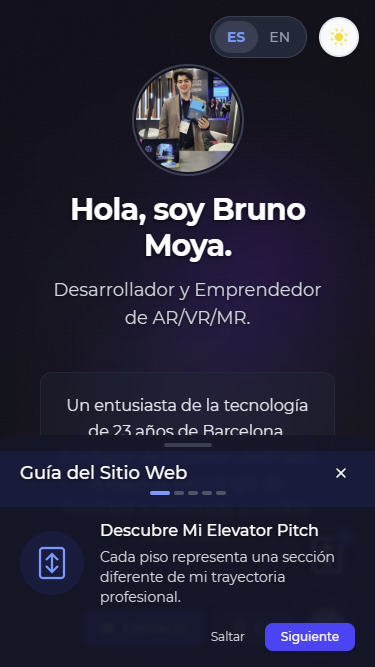 ES EN
Hola, soy Bruno
Moya.
Desarrollador y Emprendedor
de AR/VR/MR.
Un entusiasta de la tecnología
de 23 años de Barcelona
Guía del Sitio Web
Descubre Mi Elevator Pitch
Cada piso representa una sección
diferente de mi trayectoria
profesional.
Saltar Siguiente